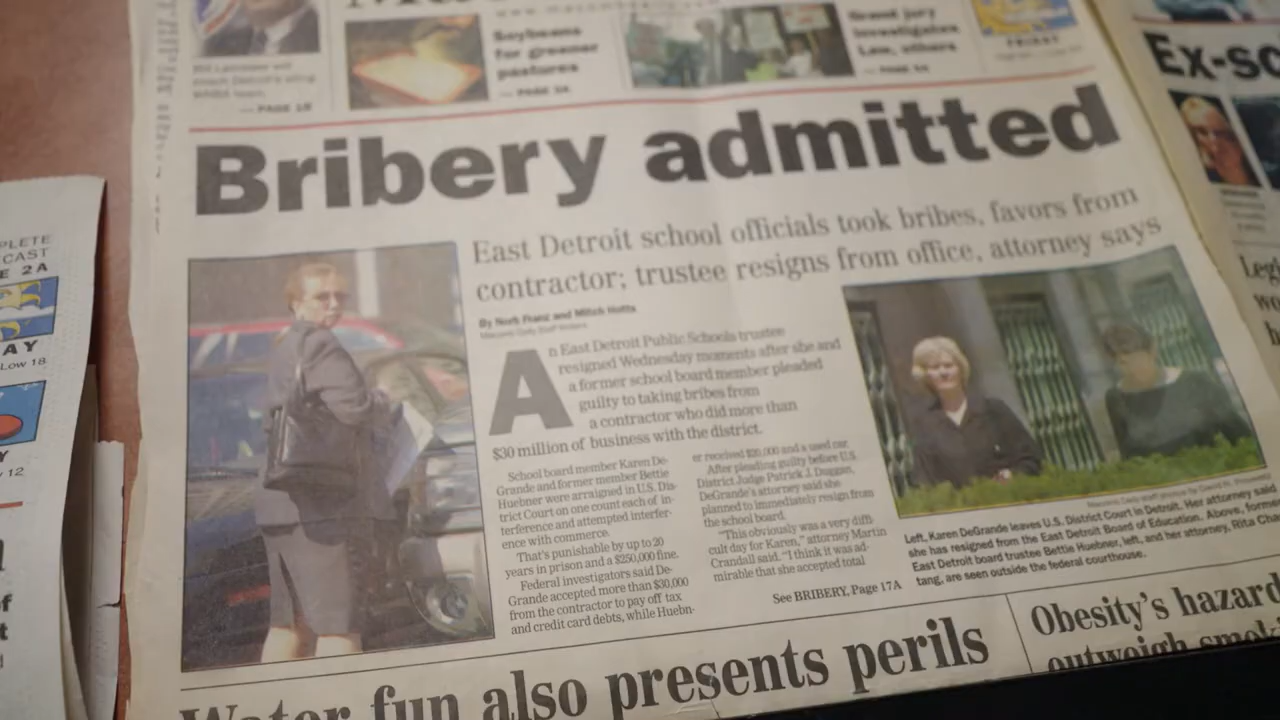 PLETE
CAST
E 2A
AY
Low 18
Y
12
f
t
— PAGE 1B
Soybeans
for greener
pastures
— PAGE 3A
Grand jury
investigates
Law, others
— PAGE 5A
FRIDAY
Bribery admitted
East Detroit school officials took bribes, favors from
contractor; trustee resigns from office, attorney says
By Norb Franz and Mitch Hotts
Macomb Daily Staff Writers
An East Detroit Public Schools trustee
resigned Wednesday moments after she and
a former school board member pleaded
guilty to taking bribes from
a contractor who did more than
$30 million of business with the district.
School board member Karen De-
Grande and former member Bettie
Huebner were arraigned in U.S. Dis-
trict Court on one count each of in-
terference and attempted interfer-
ence with commerce.
That's punishable by up to 20
years in prison and a $250,000 fine.
Federal investigators said De-
Grande accepted more than $30,000
from the contractor to pay off tax
and credit card debts, while Huebn-
er received $20,000 and a used car.
After pleading guilty before U.S.
District Judge Patrick J. Duggan,
DeGrande's attorney said she
planned to immediately resign from
the school board.
"This obviously was a very diffi-
cult day for Karen," attorney Martin
Crandall said. "I think it was ad-
mirable that she accepted total
See BRIBERY, Page 17A
Left, Karen DeGrande leaves U.S. District Court in Detroit. Her attorney said
she has resigned from the East Detroit Board of Education. Above, former
East Detroit board trustee Bettie Huebner, left, and her attorney, Rita Chas-
tang, are seen outside the federal courthouse.
Water fun also presents perils
Obesity's hazard
outweigh smok
Ex-sc
Legi
wo